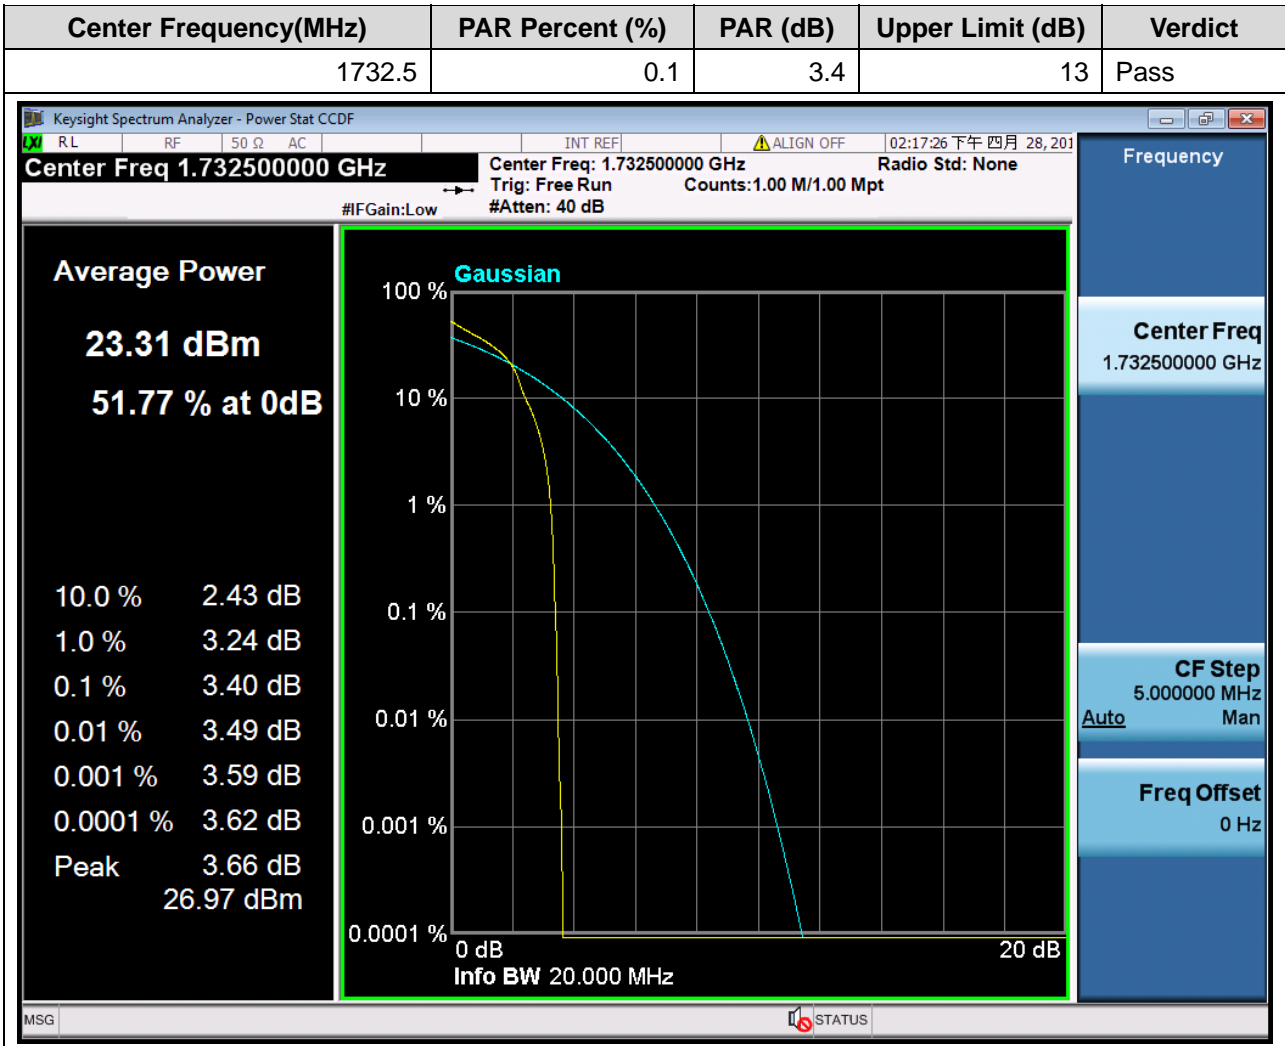 Center Frequency(MHz) PAR Percent (%) PAR (dB) Upper Limit (dB) Verdict
1732.5 0.1 3.4 13 Pass
Keysight Spectrum Analyzer - Power Stat CCDF
LXI RL RF 50 Ω AC INT REF ALIGN OFF 02:17:26 下午 四月 28, 201
Center Freq 1.732500000 GHz
#IFGain:Low
Center Freq: 1.732500000 GHz Radio Std: None
Trig: Free Run Counts:1.00 M/1.00 Mpt
#Atten: 40 dB
Average Power
23.31 dBm
51.77 % at 0dB
10.0 % 2.43 dB
1.0 % 3.24 dB
0.1 % 3.40 dB
0.01 % 3.49 dB
0.001 % 3.59 dB
0.0001 % 3.62 dB
Peak 3.66 dB
26.97 dBm
Gaussian
100 %
10 %
1 %
0.1 %
0.01 %
0.001 %
0.0001 %
0 dB 20 dB
Info BW 20.000 MHz
Frequency
Center Freq
1.732500000 GHz
CF Step
5.000000 MHz
Auto Man
Freq Offset
0 Hz
MSG STATUS